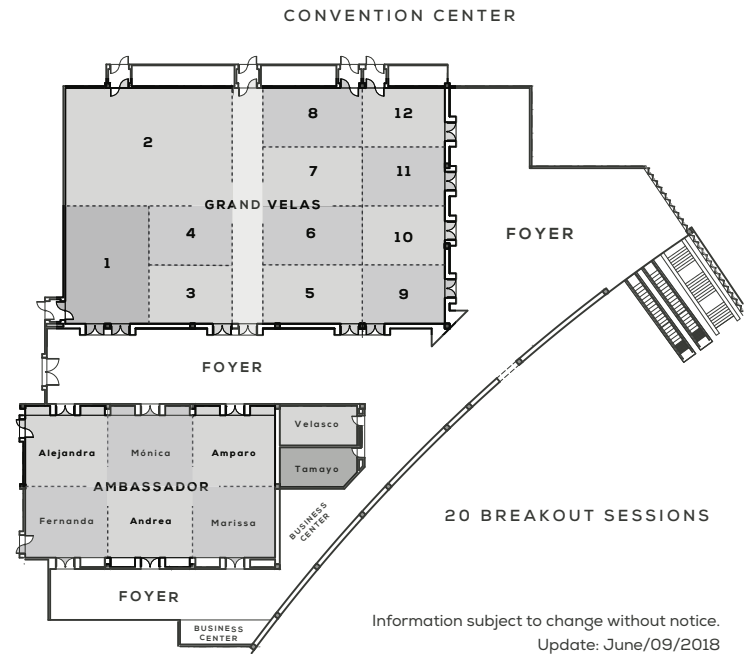 CONVENTION CENTER
8
12
2
7
11
GRAND VELAS
4
6
10
FOYER
1
3
5
9
FOYER
Velasco
Alejandra
Mónica
Amparo
Tamayo
AMBASSADOR
Fernanda
Andrea
Marissa
BUSINESS
CENTER
20 BREAKOUT SESSIONS
FOYER
BUSINESS
CENTER
Information subject to change without notice.
Update: June/09/2018